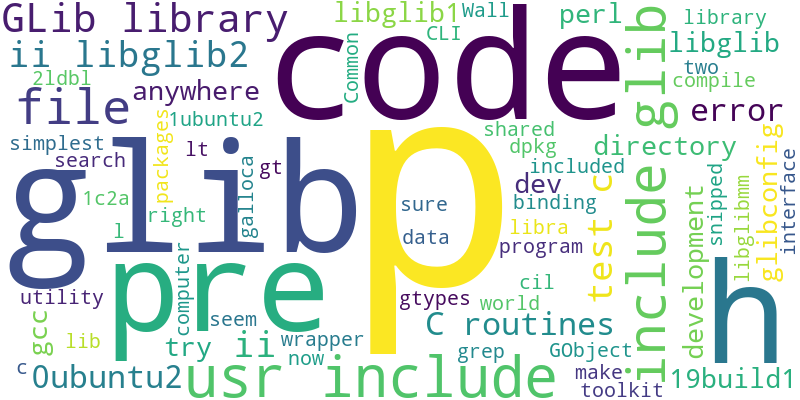 GLib library
libglib1
Wall
perl
library
CLI
ii libglib2
code
Common
glib
libglib
two
2ldbl
anywhere
compile
file
packages
1ubuntu2
error
simplest
glib
p
shared
search
lt
dpkg
directory
gt
galloca
included
glibconfig
interface
1c2a
dev
include
test c
snipped
libglibmm
right
sure
binding
l
data
libra
development
h
program
pre
computer
cil
utility
seem
gtypes
world
gcc
lib
C routines
try
ii
wrapper
now
grep
GObject
c
0ubuntu2
usr include
make
19build1
toolkit